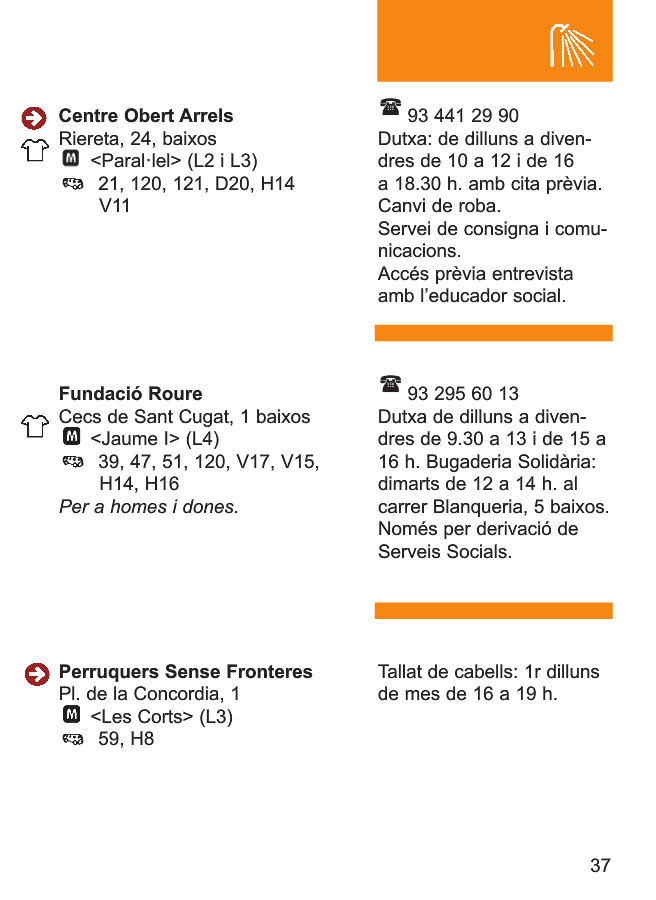 Centre Obert Arrels
Riereta, 24, baixos
M <Paral·lel> (L2 i L3)
21, 120, 121, D20, H14
V11
☎ 93 441 29 90
Dutxa: de dilluns a diven-
dres de 10 a 12 i de 16
a 18.30 h. amb cita prèvia.
Canvi de roba.
Servei de consigna i comu-
nicacions.
Accés prèvia entrevista
amb l’educador social.
Fundació Roure
Cecs de Sant Cugat, 1 baixos
M <Jaume I> (L4)
39, 47, 51, 120, V17, V15,
H14, H16
Per a homes i dones.
☎ 93 295 60 13
Dutxa de dilluns a diven-
dres de 9.30 a 13 i de 15 a
16 h. Bugaderia Solidària:
dimarts de 12 a 14 h. al
carrer Blanqueria, 5 baixos.
Només per derivació de
Serveis Socials.
Perruquers Sense Fronteres
Pl. de la Concordia, 1
M <Les Corts> (L3)
59, H8
Tallat de cabells: 1r dilluns
de mes de 16 a 19 h.
37